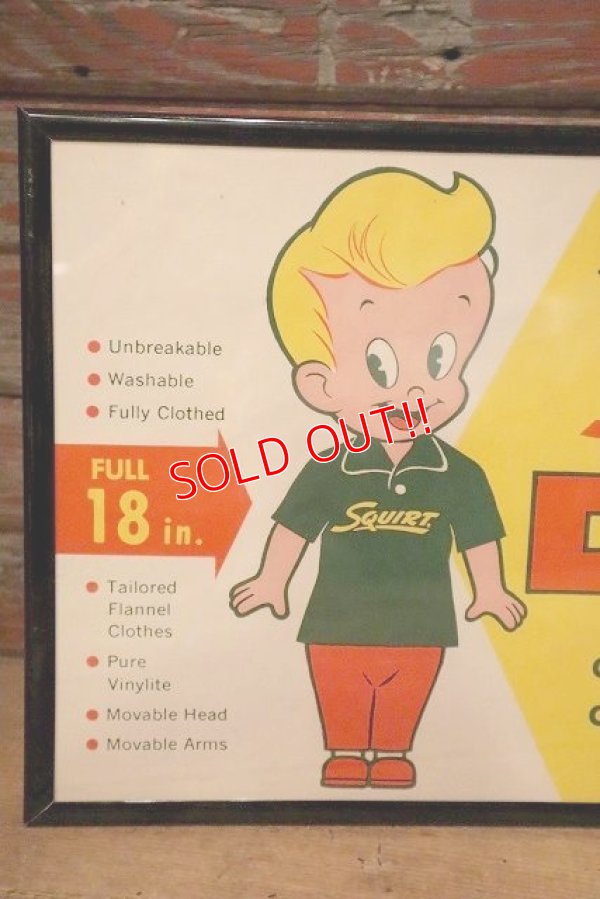 Unbreakable
Washable
Fully Clothed
FULL
18 in.
SOLD OUT!!
SQUIRT
Tailored
Flannel
Clothes
Pure
Vinylite
Movable Head
Movable Arms